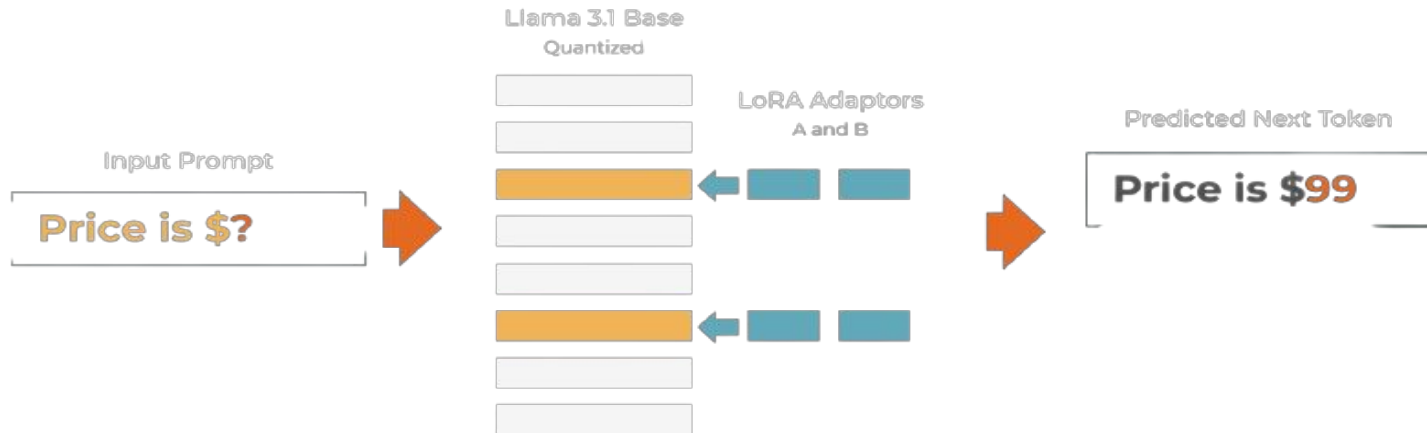 Llama 3.1 Base
Quantized
LoRA Adaptors
A and B
Input Prompt
Price is $?
Predicted Next Token
Price is $99